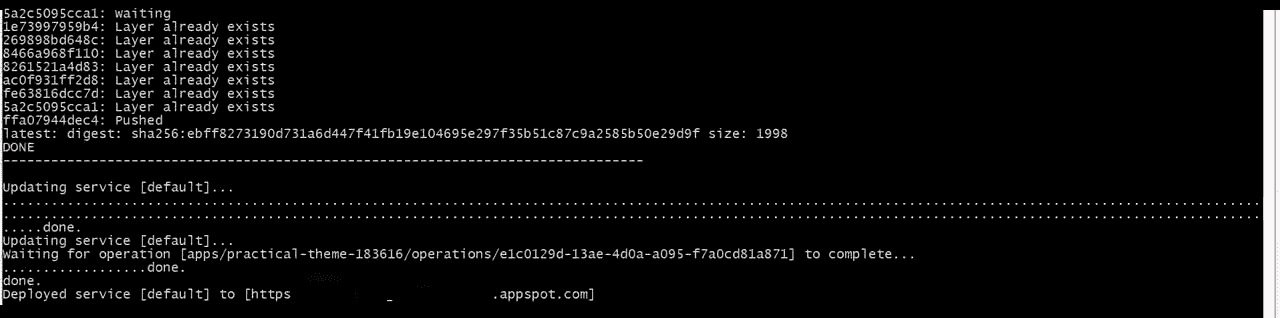 5a2c5095cca1: Waiting
1e73997959b4: Layer already exists
269898bd648c: Layer already exists
8466a968f110: Layer already exists
8261521a4d83: Layer already exists
ac0f931ff2d8: Layer already exists
fe63816dcc7d: Layer already exists
5a2c5095cca1: Layer already exists
ffa07944dec4: Pushed
latest: digest: sha256:ebff8273190d731a6d447f41fb19e104695e297f35b51c87c9a2585b50e29d9f size: 1998
DONE
--------------------------------------------------------------------------------
Updating service [default]...
.............................................................................................................................................................
.............................................................................................................................................................
.....done.
Updating service [default]...
Waiting for operation [apps/practical-theme-183616/operations/e1c0129d-13ae-4d0a-a095-f7a0cd81a871] to complete...
..................done.
done.
Deployed service [default] to [https _ .appspot.com]